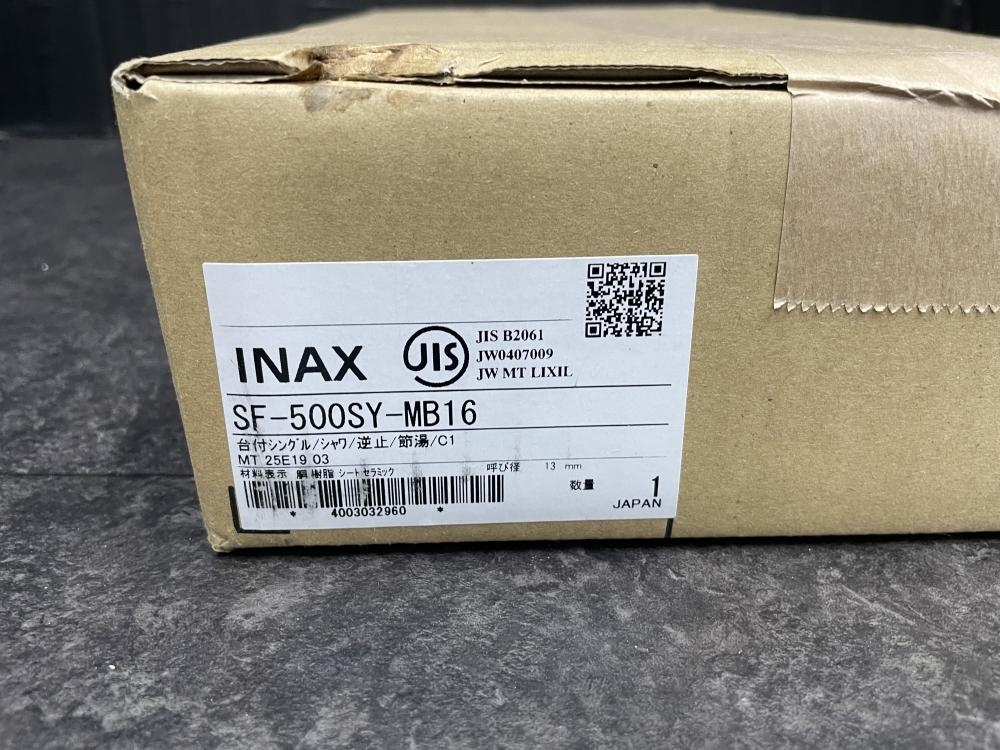 INAX
JIS
JIS B2061
JW0407009
JW MT LIXIL
SF-500SY-MB16
台付シングル/シャワ/逆止/節湯/C1
MT 25E19 03
材料表示 胴 樹脂 シート セラミック 呼び径 13 mm
数量 1
* 4003032960 *
JAPAN